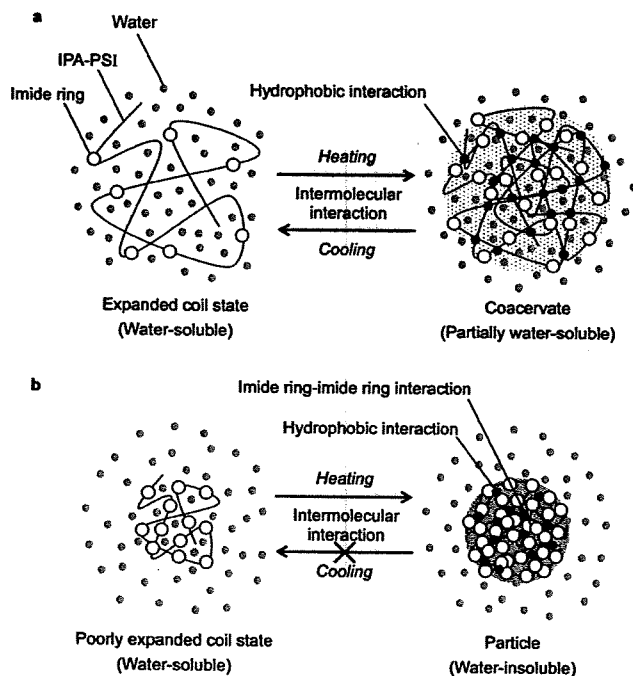 a
Water
IPA-PSI
Imide ring
Hydrophobic interaction
Heating
Intermolecular
interaction
Cooling
Expanded coil state
(Water-soluble)
Coacervate
(Partially water-soluble)
b
Imide ring-imide ring interaction
Hydrophobic interaction
Heating
Intermolecular
interaction
Cooling
Poorly expanded coil state
(Water-soluble)
Particle
(Water-insoluble)